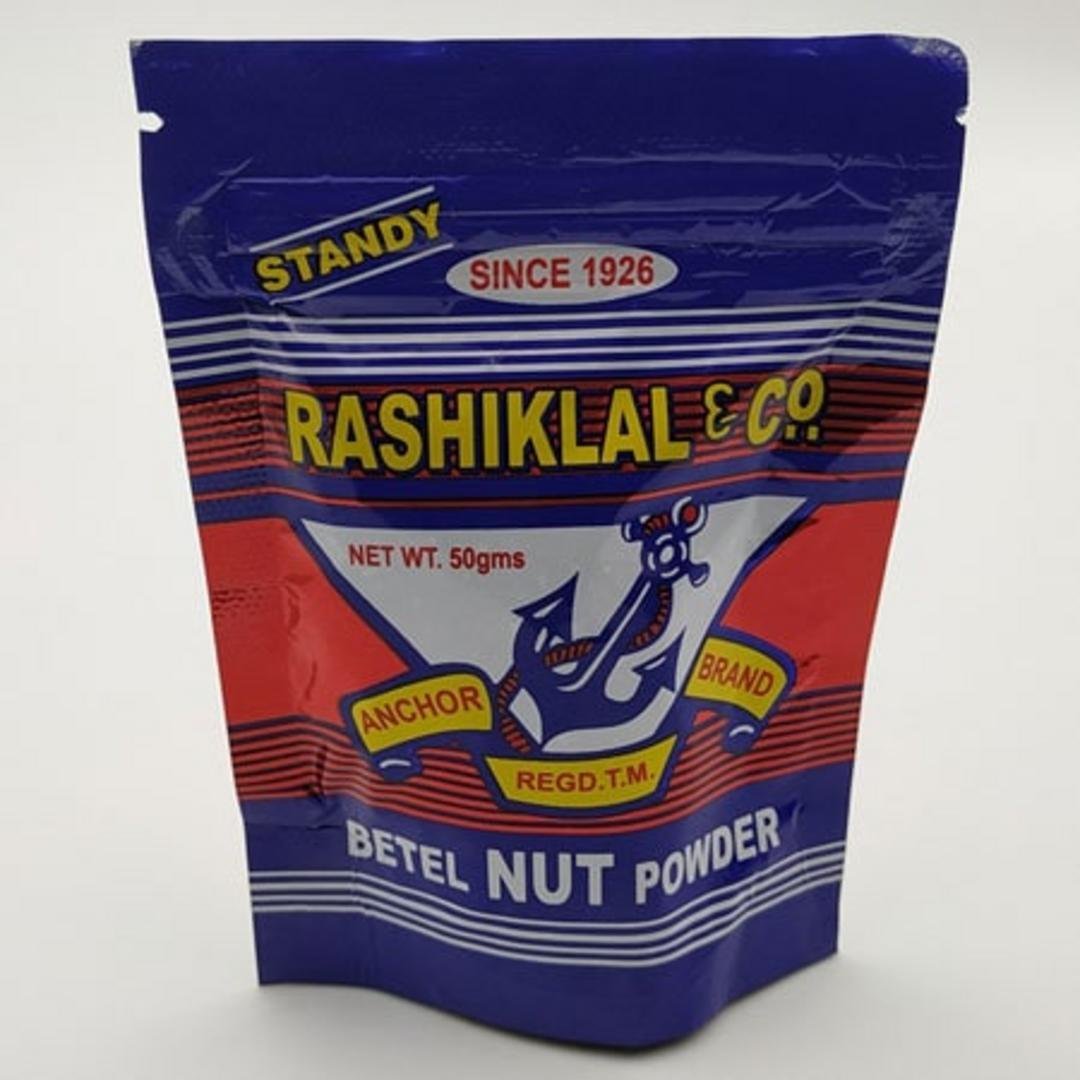 STANDY
SINCE 1926
RASHIKLAL & Co.
NET WT. 50gms
ANCHOR
BRAND
REGD.T.M.
BETEL NUT POWDER